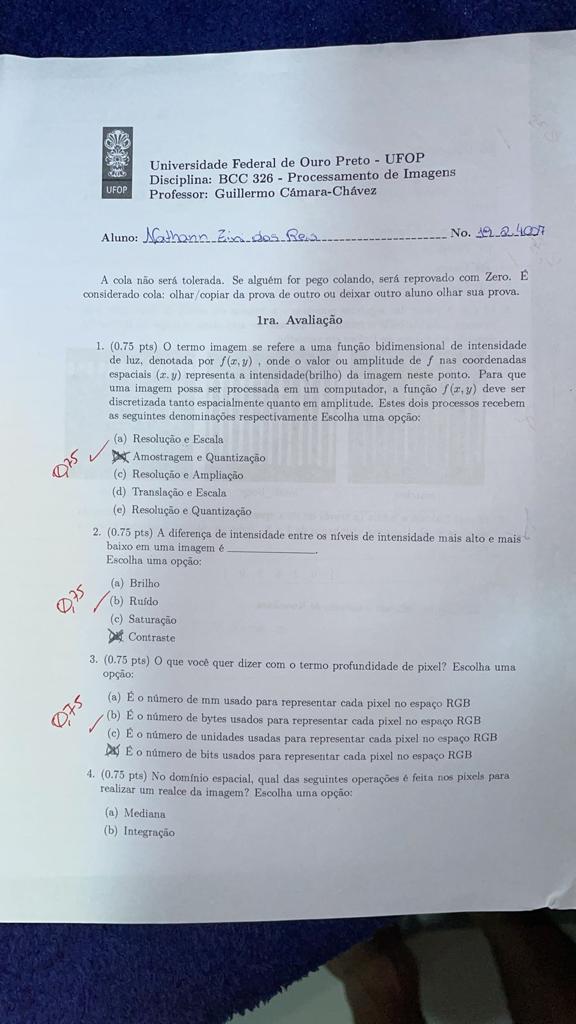 UFOP
Universidade Federal de Ouro Preto - UFOP
Disciplina: BCC 326 - Processamento de Imagens
Professor: Guillermo Cámara-Chávez
Aluno: Nathann Zini dos Reis No. 19.2.4007
A cola não será tolerada. Se alguém for pego colando, será reprovado com Zero. É
considerado cola: olhar/copiar da prova de outro ou deixar outro aluno olhar sua prova.
1ra. Avaliação
1. (0.75 pts) O termo imagem se refere a uma função bidimensional de intensidade
de luz, denotada por f(x, y) , onde o valor ou amplitude de f nas coordenadas
espaciais (x, y) representa a intensidade(brilho) da imagem neste ponto. Para que
uma imagem possa ser processada em um computador, a função f(x, y) deve ser
discretizada tanto espacialmente quanto em amplitude. Estes dois processos recebem
as seguintes denominações respectivamente Escolha uma opção:
(a) Resolução e Escala
0,75 Amostragem e Quantização
(c) Resolução e Ampliação
(d) Translação e Escala
(e) Resolução e Quantização
2. (0.75 pts) A diferença de intensidade entre os níveis de intensidade mais alto e mais
baixo em uma imagem é ______________.
Escolha uma opção:
(a) Brilho
0,75 (b) Ruído
(c) Saturação
Contraste
3. (0.75 pts) O que você quer dizer com o termo profundidade de pixel? Escolha uma
opção:
(a) É o número de mm usado para representar cada pixel no espaço RGB
0,75 (b) É o número de bytes usados para representar cada pixel no espaço RGB
(c) É o número de unidades usadas para representar cada pixel no espaço RGB
É o número de bits usados para representar cada pixel no espaço RGB
4. (0.75 pts) No domínio espacial, qual das seguintes operações é feita nos pixels para
realizar um realce da imagem? Escolha uma opção:
(a) Mediana
(b) Integração